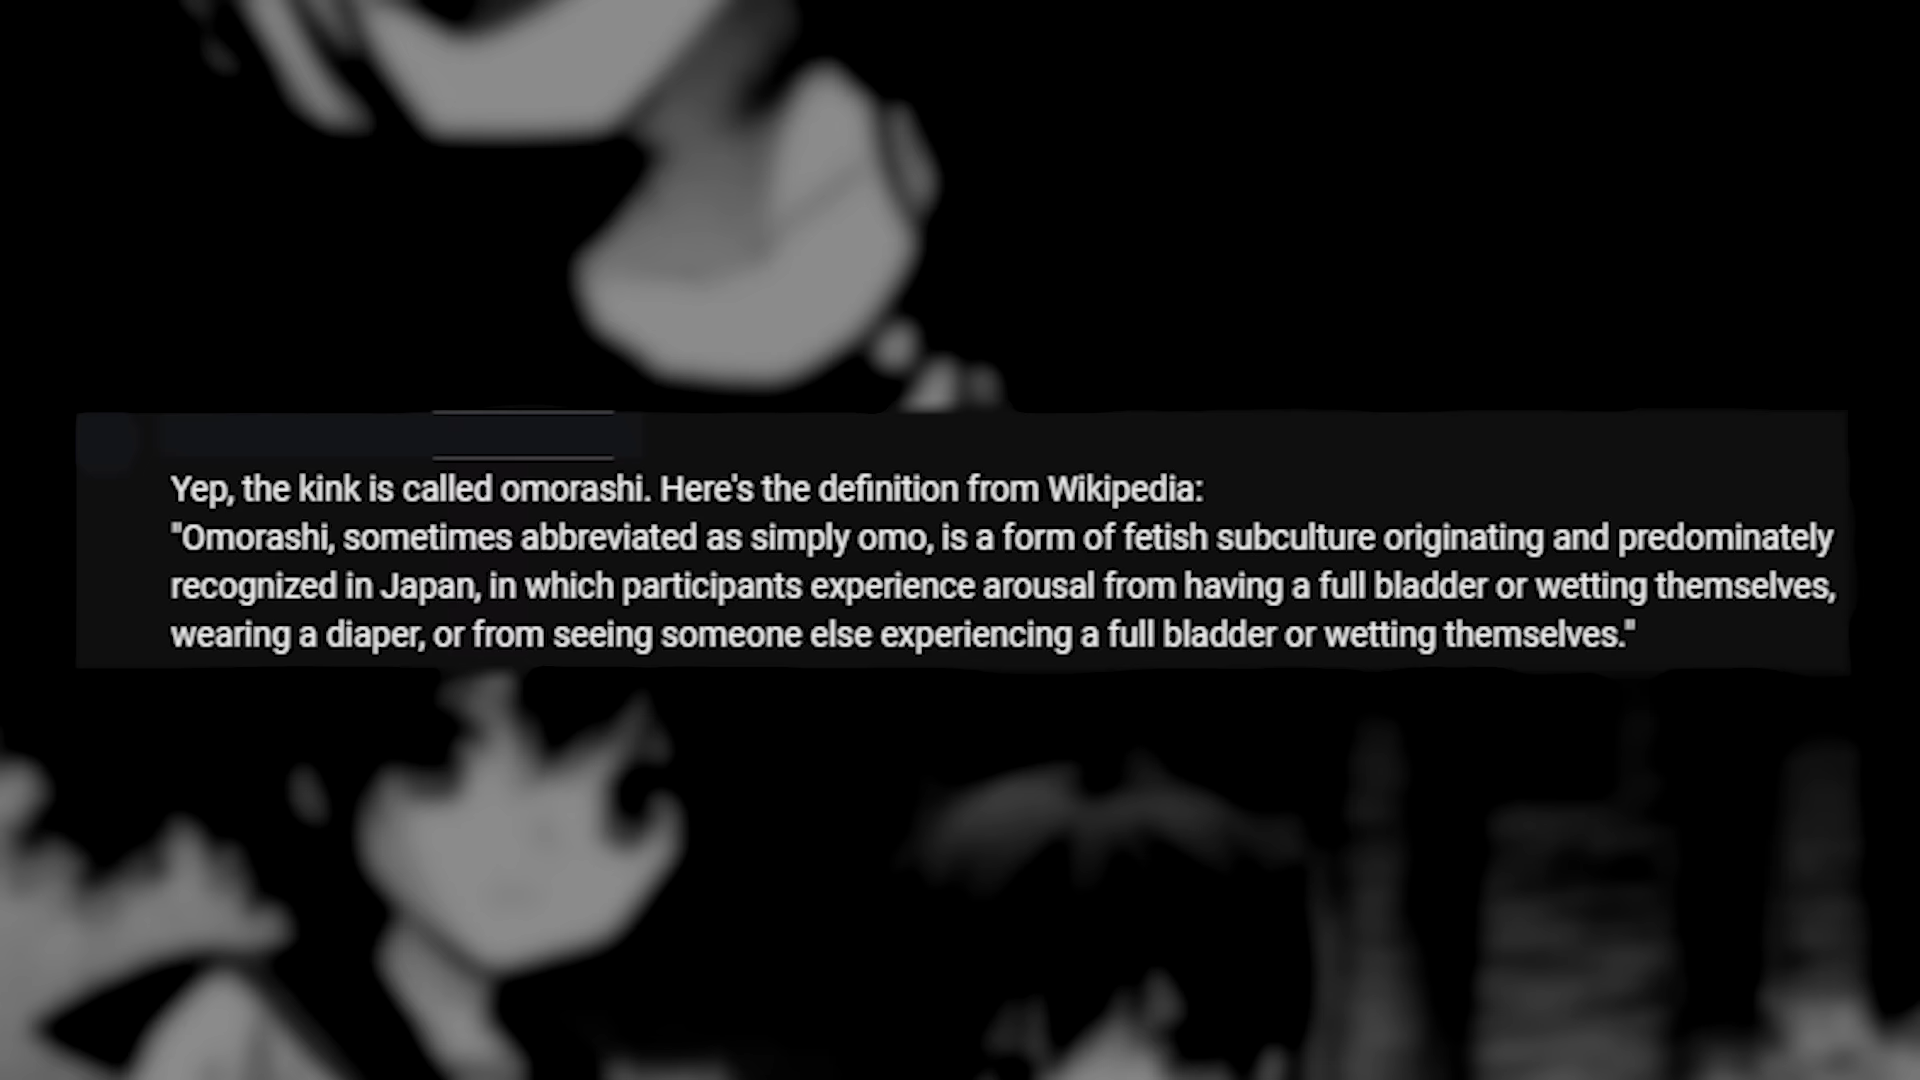 Yep, the kink is called omorashi. Here's the definition from Wikipedia:
"Omorashi, sometimes abbreviated as simply omo, is a form of fetish subculture originating and predominately
recognized in Japan, in which participants experience arousal from having a full bladder or wetting themselves,
wearing a diaper, or from seeing someone else experiencing a full bladder or wetting themselves."